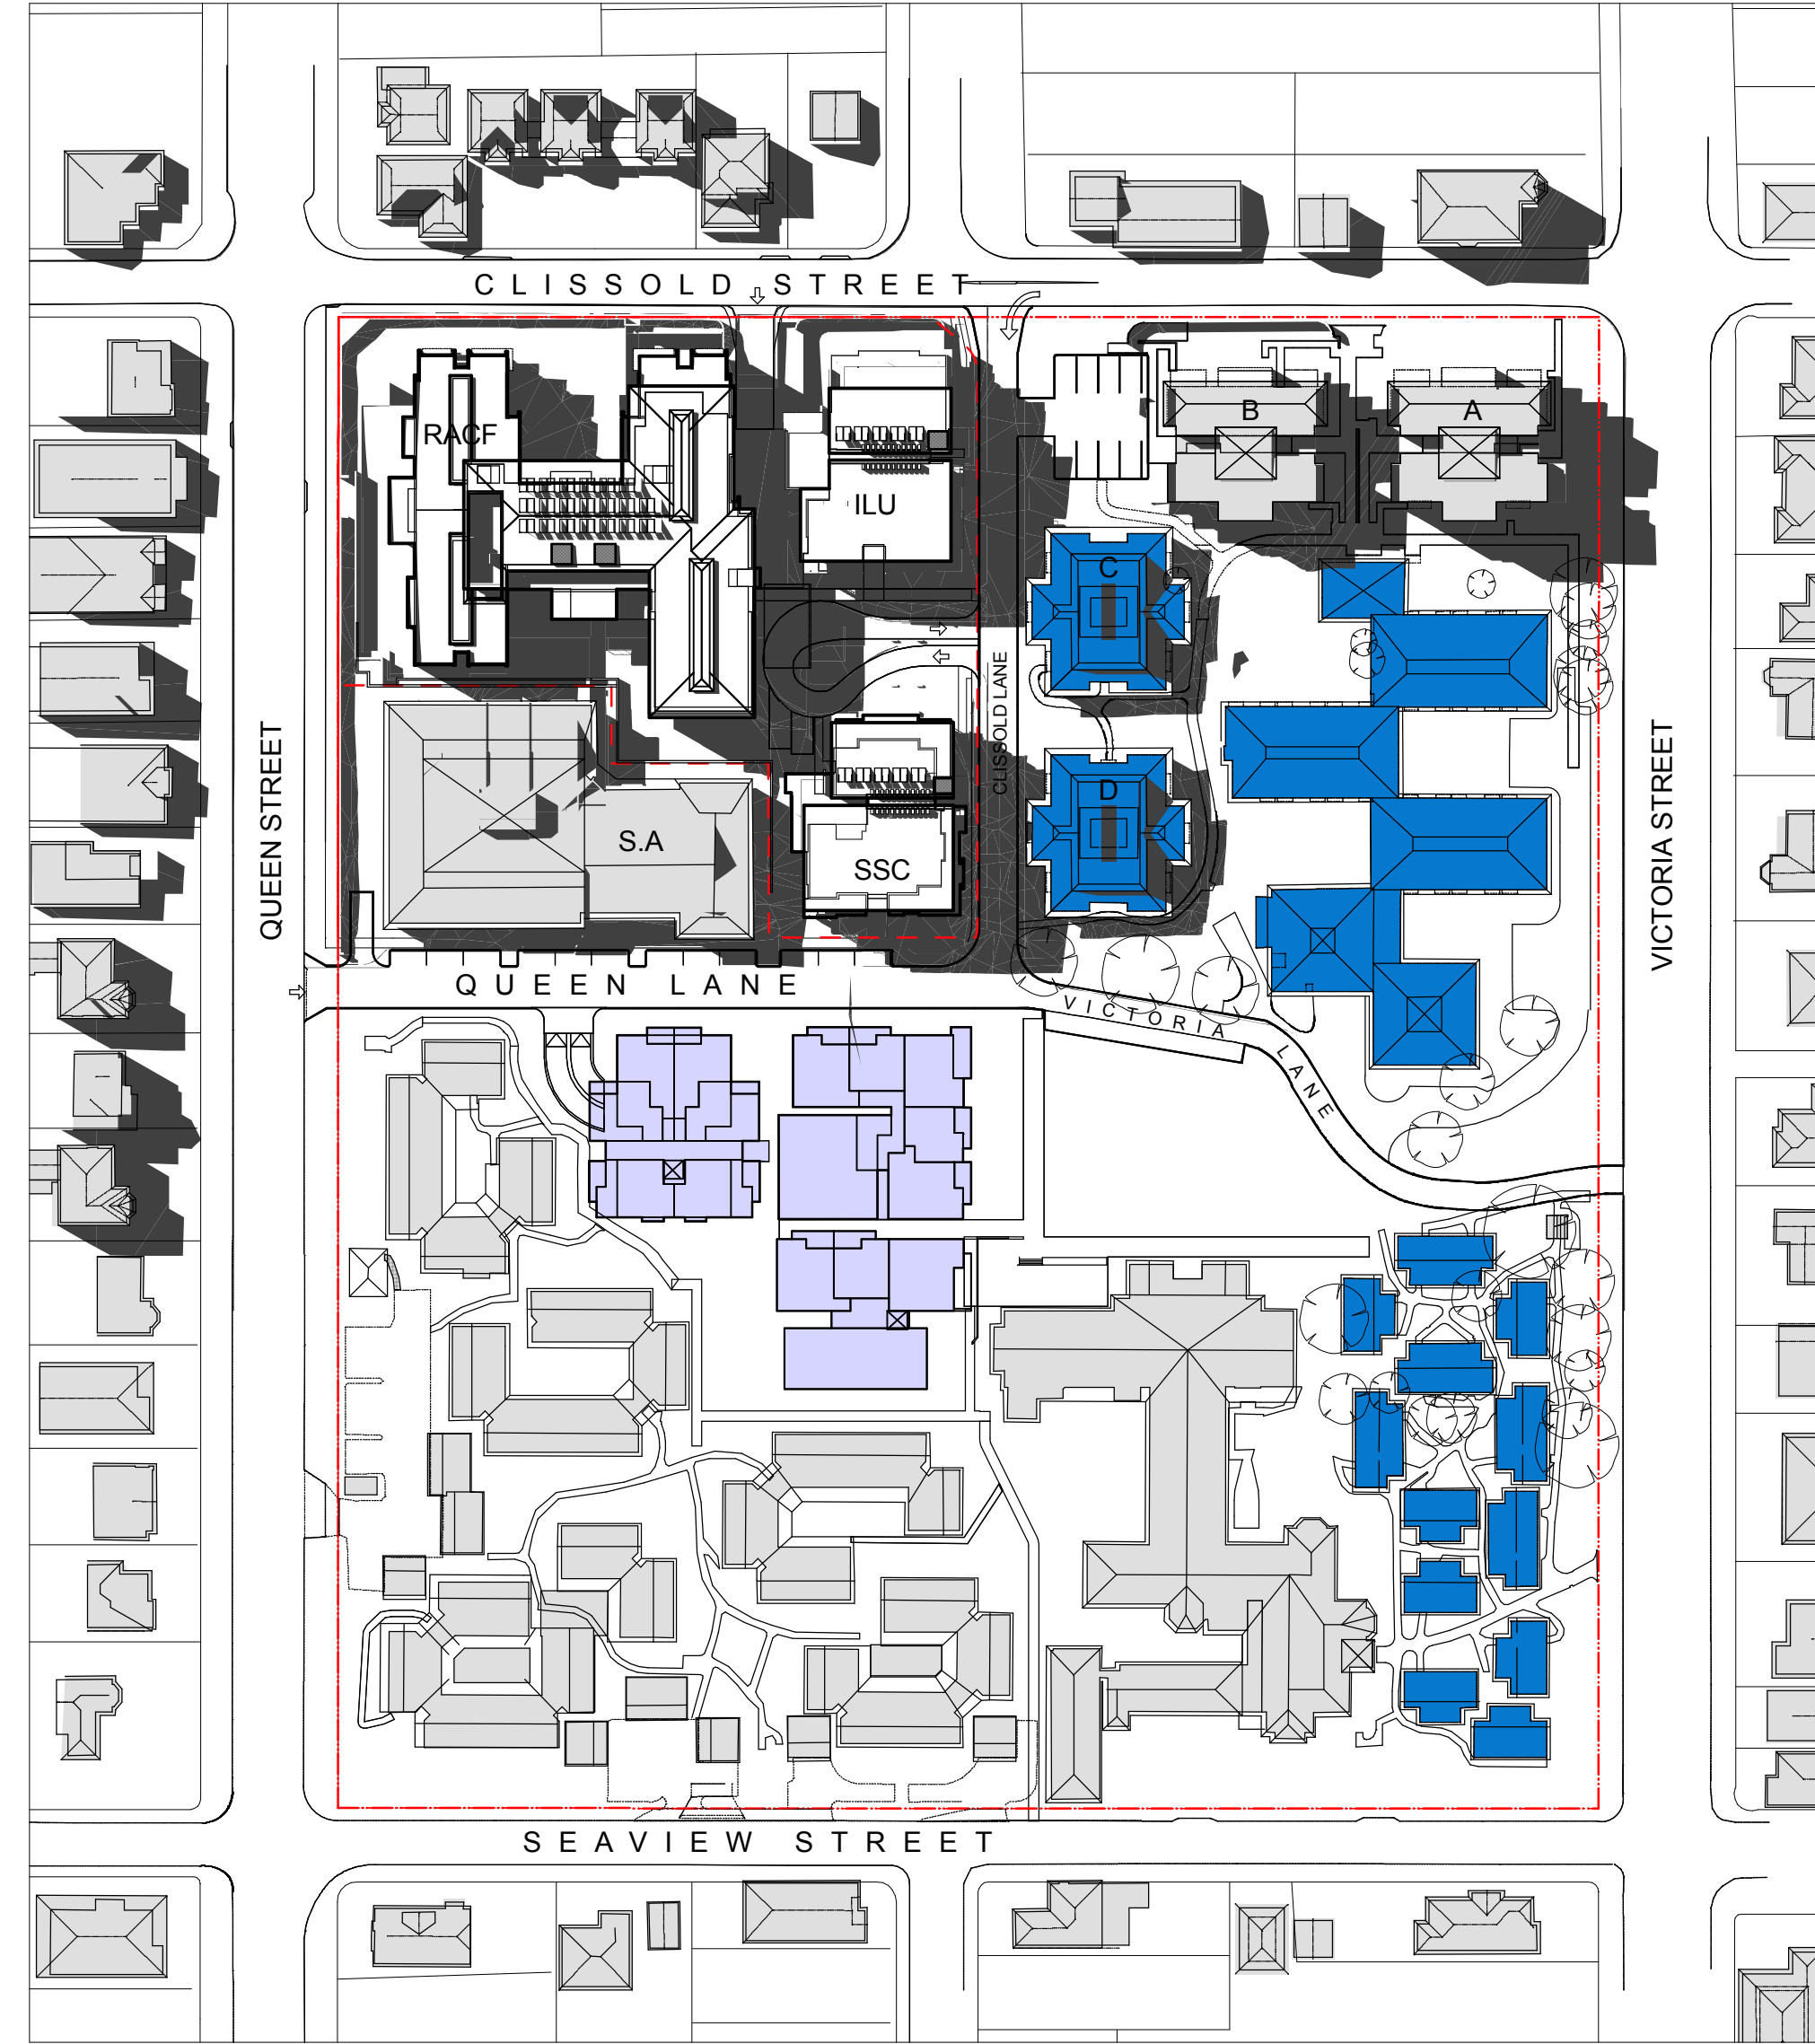 CLISSOLD STREET
RACF
B
A
ILU
C
CLISSOLD LANE
QUEEN STREET
VICTORIA STREET
D
S.A
SSC
QUEEN LANE
VICTORIA LANE
SEAVIEW STREET